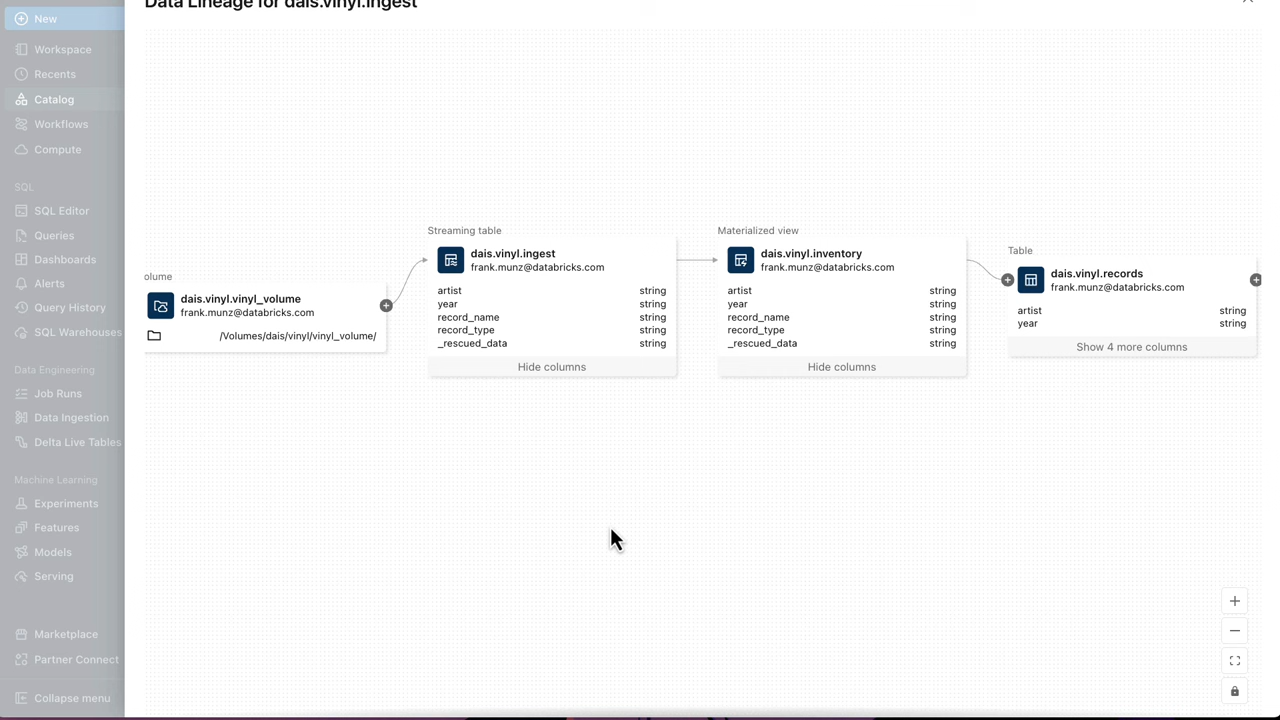 Data Lineage for dais.vinyl.ingest
New
Workspace
Recents
Catalog
Workflows
Compute
SQL
SQL Editor
Queries
Dashboards
Alerts
Query History
SQL Warehouses
Data Engineering
Job Runs
Data Ingestion
Delta Live Tables
Machine Learning
Experiments
Features
Models
Serving
Marketplace
Partner Connect
Collapse menu
olume
dais.vinyl.vinyl_volume
frank.munz@databricks.com
/Volumes/dais/vinyl/vinyl_volume/
Streaming table
dais.vinyl.ingest
frank.munz@databricks.com
artist string
year string
record_name string
record_type string
_rescued_data string
Hide columns
Materialized view
dais.vinyl.inventory
frank.munz@databricks.com
artist string
year string
record_name string
record_type string
_rescued_data string
Hide columns
Table
dais.vinyl.records
frank.munz@databricks.com
artist string
year string
Show 4 more columns